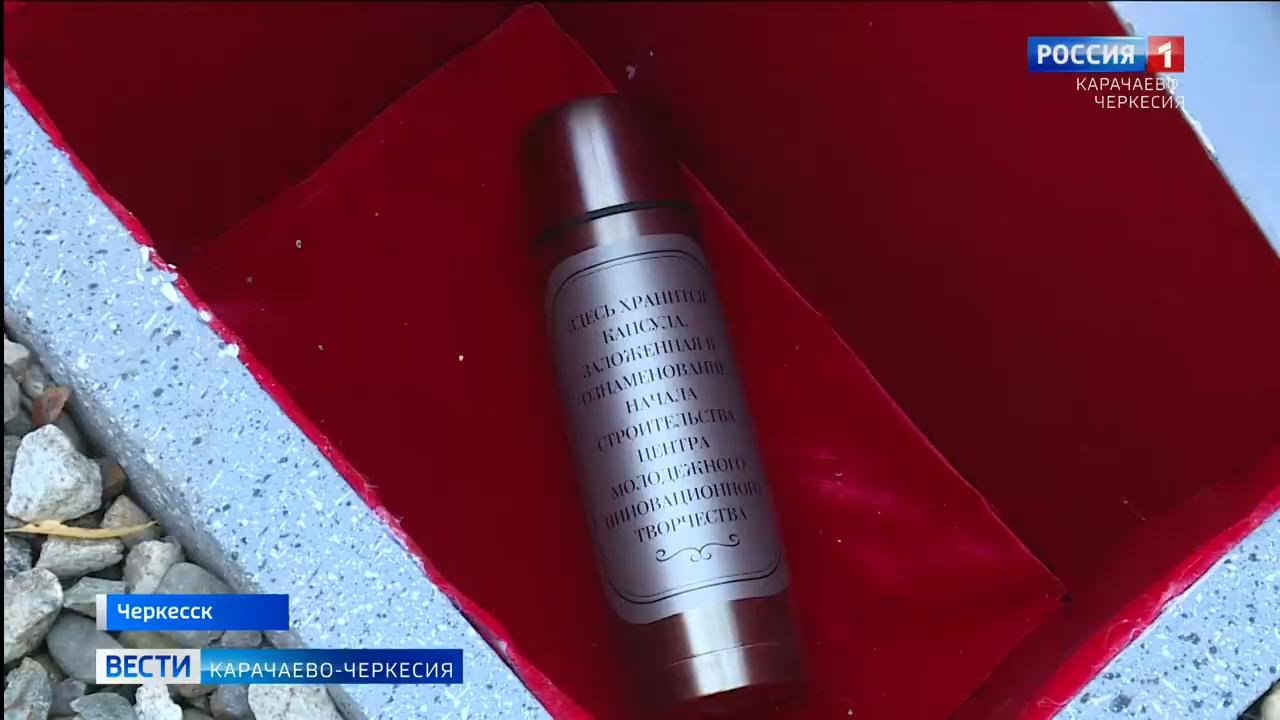 РОССИЯ 1
КАРАЧАЕВО
ЧЕРКЕСИЯ
ЗДЕСЬ ХРАНИТСЯ
КАПСУЛА,
ЗАЛОЖЕННАЯ В
ОЗНАМЕНОВАНИЕ
НАЧАЛА
СТРОИТЕЛЬСТВА
ЦЕНТРА
МОЛОДЕЖНОГО
ИННОВАЦИОННОГО
ТВОРЧЕСТВА
Черкесск
ВЕСТИ КАРАЧАЕВО-ЧЕРКЕСИЯ